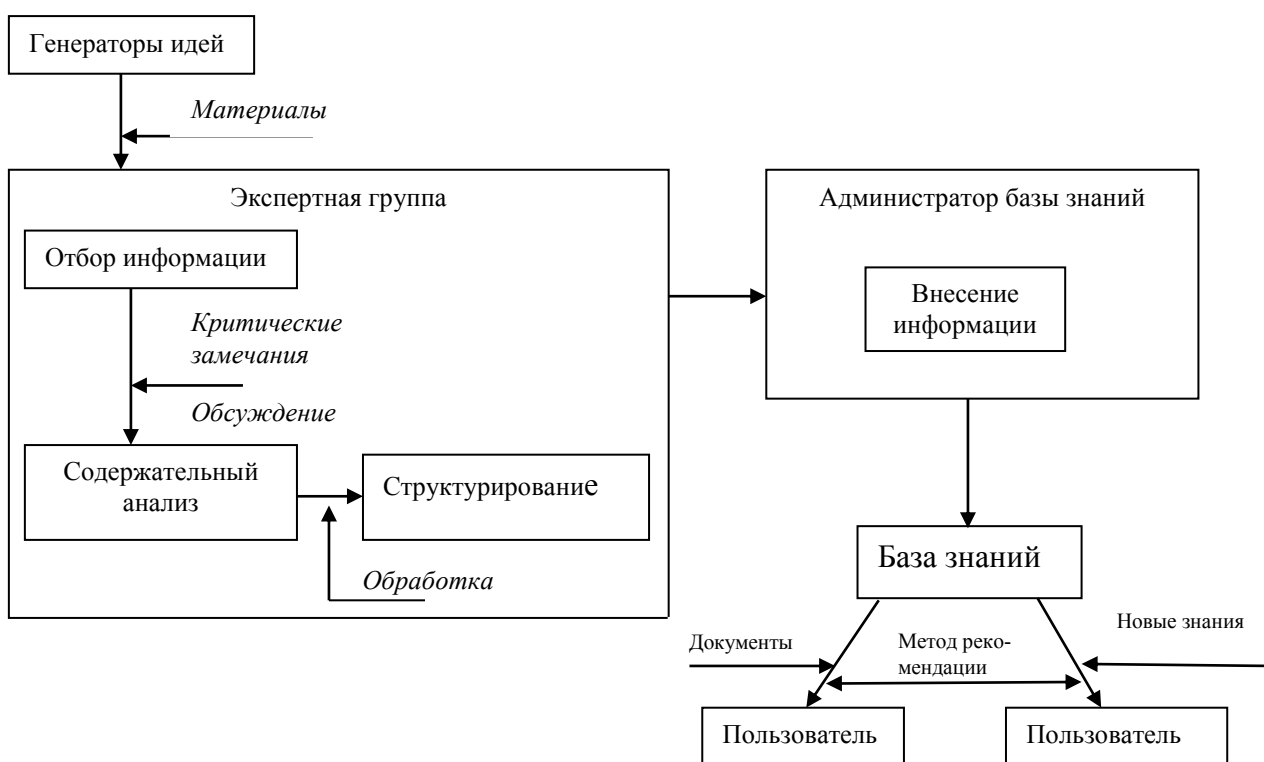 Генераторы идей
Материалы
Экспертная группа
Отбор информации
Критические
замечания
Обсуждение
Содержательный
анализ
Структурирование
Обработка
Администратор базы знаний
Внесение
информации
База знаний
Документы
Метод реко-
мендации
Новые знания
Пользователь
Пользователь